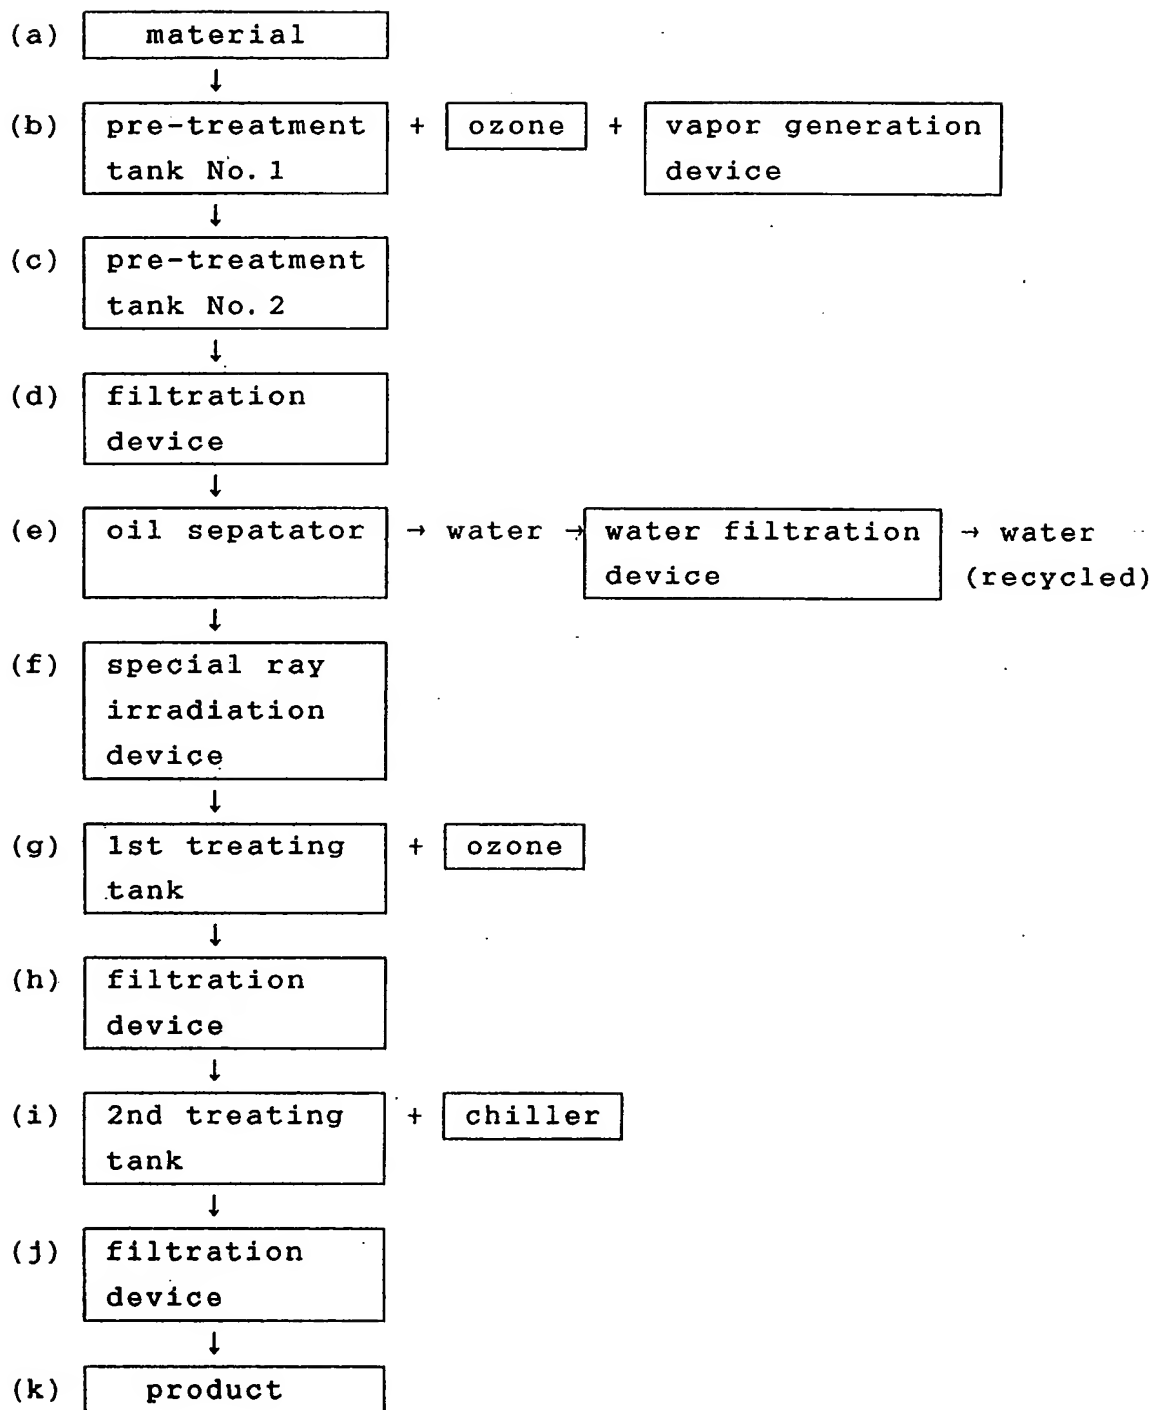 (a) material
↓
(b) pre-treatment + ozone + vapor generation
tank No. 1 device
↓
(c) pre-treatment
tank No. 2
↓
(d) filtration
device
↓
(e) oil sepatator → water → water filtration → water
device (recycled)
↓
(f) special ray
irradiation
device
↓
(g) 1st treating + ozone
tank
↓
(h) filtration
device
↓
(i) 2nd treating + chiller
tank
↓
(j) filtration
device
↓
(k) product